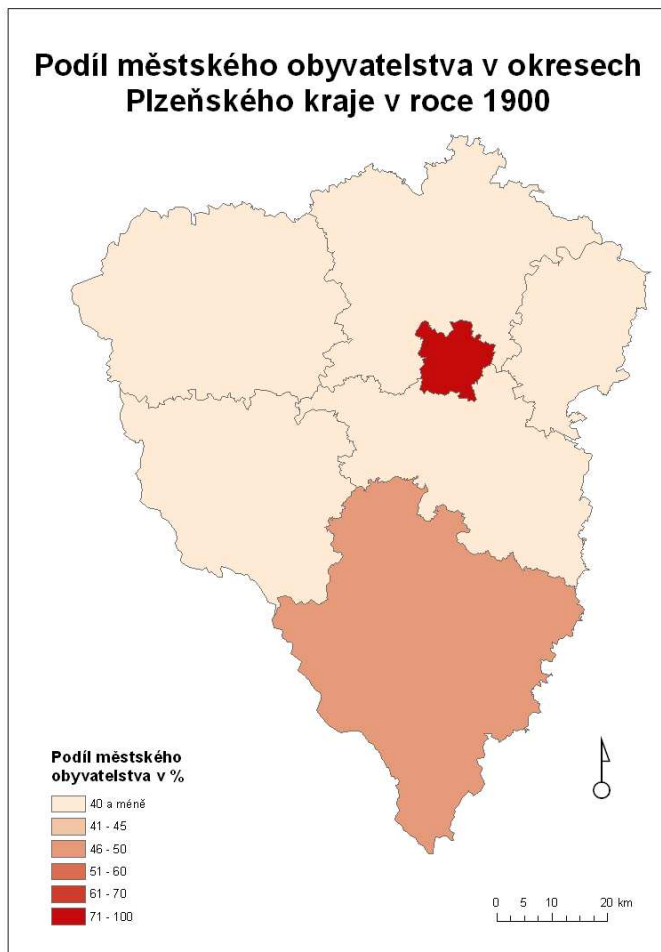 Podíl městského obyvatelstva v okresech
Plzeňského kraje v roce 1900
Podíl městského
obyvatelstva v %
40 a méně
41 - 45
46 - 50
51 - 60
61 - 70
71 - 100
0 5 10 20 km